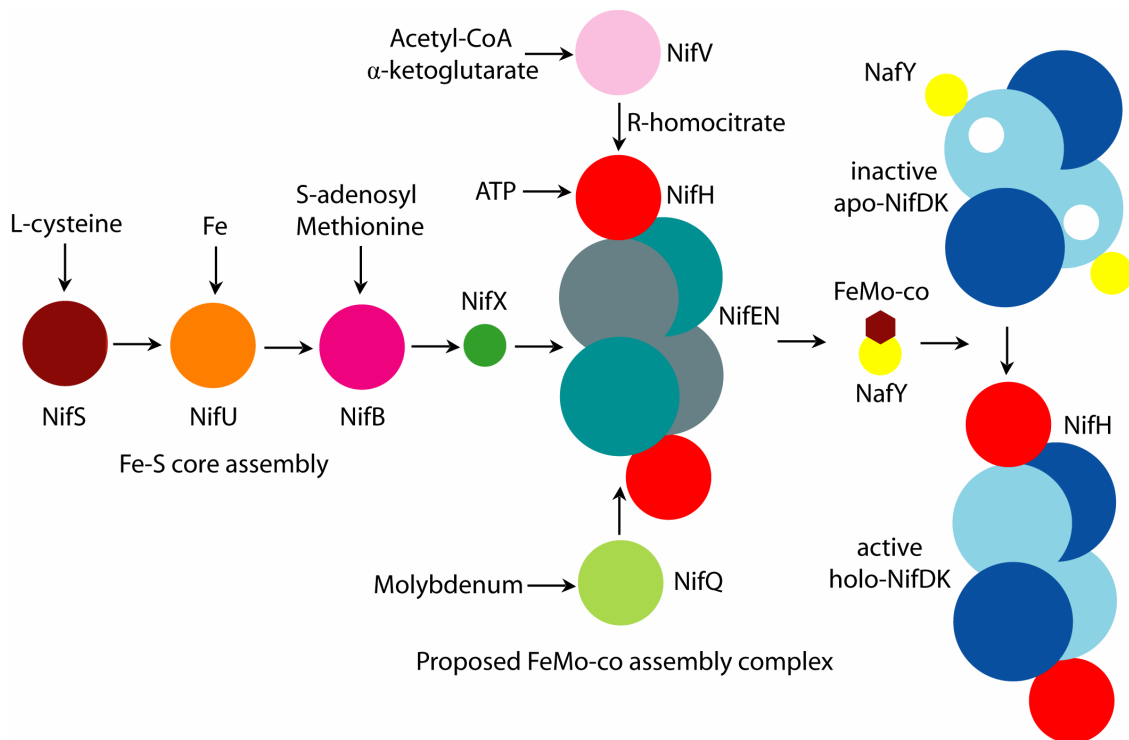 Acetyl-CoA
α-ketoglutarate
NifV
R-homocitrate
ATP
NifH
S-adenosyl
Methionine
L-cysteine
Fe
NifX
NifEN
NifS
NifU
NifB
Fe-S core assembly
Molybdenum
NifQ
Proposed FeMo-co assembly complex
NafY
inactive
apo-NifDK
FeMo-co
NafY
NifH
active
holo-NifDK